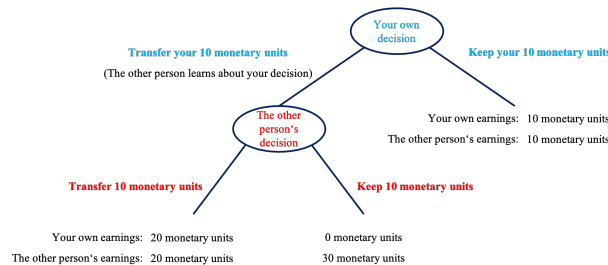 Your own
decision
Transfer your 10 monetary units
Keep your 10 monetary units
(The other person learns about your decision)
The other
person‘s
decision
Your own earnings: 10 monetary units
The other person‘s earnings: 10 monetary units
Transfer 10 monetary units
Keep 10 monetary units
Your own earnings: 20 monetary units 0 monetary units
The other person‘s earnings: 20 monetary units 30 monetary units